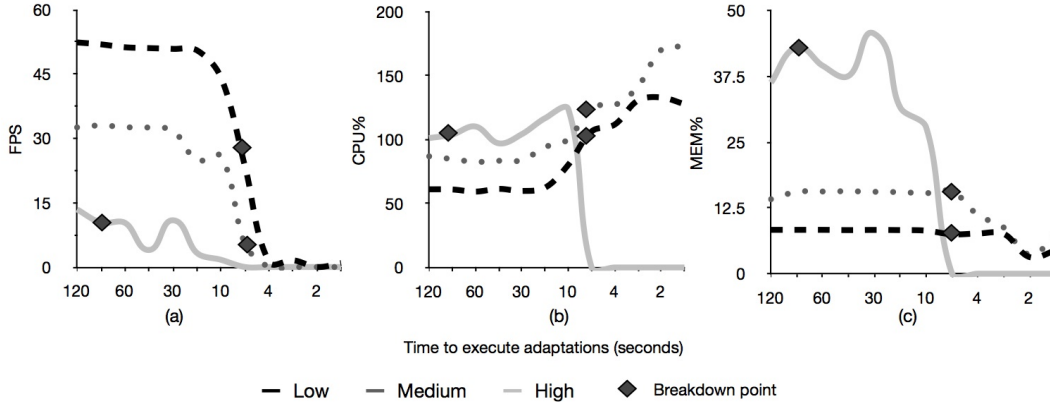 60
45
30
15
0
FPS
120 60 30 10 4 2
(a)
200
150
100
50
0
CPU%
120 60 30 10 4 2
(b)
50
37.5
25
12.5
0
MEM%
120 60 30 10 4 2
(c)
Time to execute adaptations (seconds)
Low Medium High Breakdown point